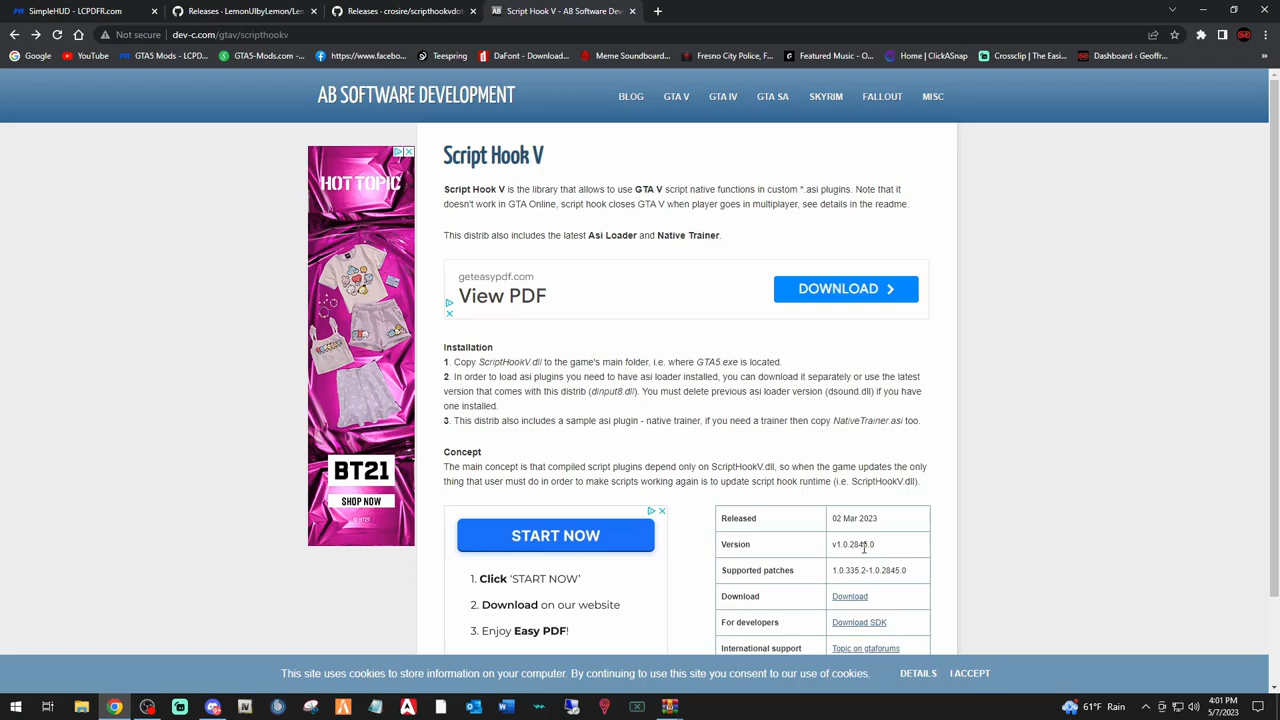 SimpleHUD - LCPDFR.com
Releases · LemonUlbyLemon/Len
Releases
Script Hook V - AB Software Dev
Not secure
dev-c.com/gtav/scripthookv
Google
YouTube
GTA5 Mods - LCPD...
GTA5-Mods.com -...
https://www.facebo...
Teespring
DaFont - Download...
Meme Soundboard...
Fresno City Police, F...
Featured Music - O...
Home | ClickASnap
Crossclip | The Easi...
Dashboard ‹ Geoffr...
AB SOFTWARE DEVELOPMENT
BLOG
GTA V
GTA IV
GTA SA
SKYRIM
FALLOUT
MISC
HOT TOPIC
BT21
SHOP NOW
Script Hook V
Script Hook V is the library that allows to use GTA V script native functions in custom *.asi plugins. Note that it
doesn't work in GTA Online, script hook closes GTA V when player goes in multiplayer, see details in the readme.
This distrib also includes the latest Asi Loader and Native Trainer.
geteasypdf.com
View PDF
DOWNLOAD
Installation
1. Copy ScriptHookV.dll to the game's main folder, i.e. where GTA5.exe is located.
2. In order to load asi plugins you need to have asi loader installed, you can download it separately or use the latest
version that comes with this distrib (dinput8.dll). You must delete previous asi loader version (dsound.dll) if you have
one installed.
3. This distrib also includes a sample asi plugin - native trainer, if you need a trainer then copy NativeTrainer.asi too.
Concept
The main concept is that compiled script plugins depend only on ScriptHookV.dll, so when the game updates the only
thing that user must do in order to make scripts working again is to update script hook runtime (i.e. ScriptHookV.dll).
START NOW
1. Click 'START NOW'
2. Download on our website
3. Enjoy Easy PDF!
Released 02 Mar 2023
Version v1.0.2845.0
Supported patches 1.0.335.2-1.0.2845.0
Download Download
For developers Download SDK
International support Topic on gtaforums
This site uses cookies to store information on your computer. By continuing to use this site you consent to our use of cookies.
DETAILS
I ACCEPT
61°F Rain
4:01 PM
5/7/2023